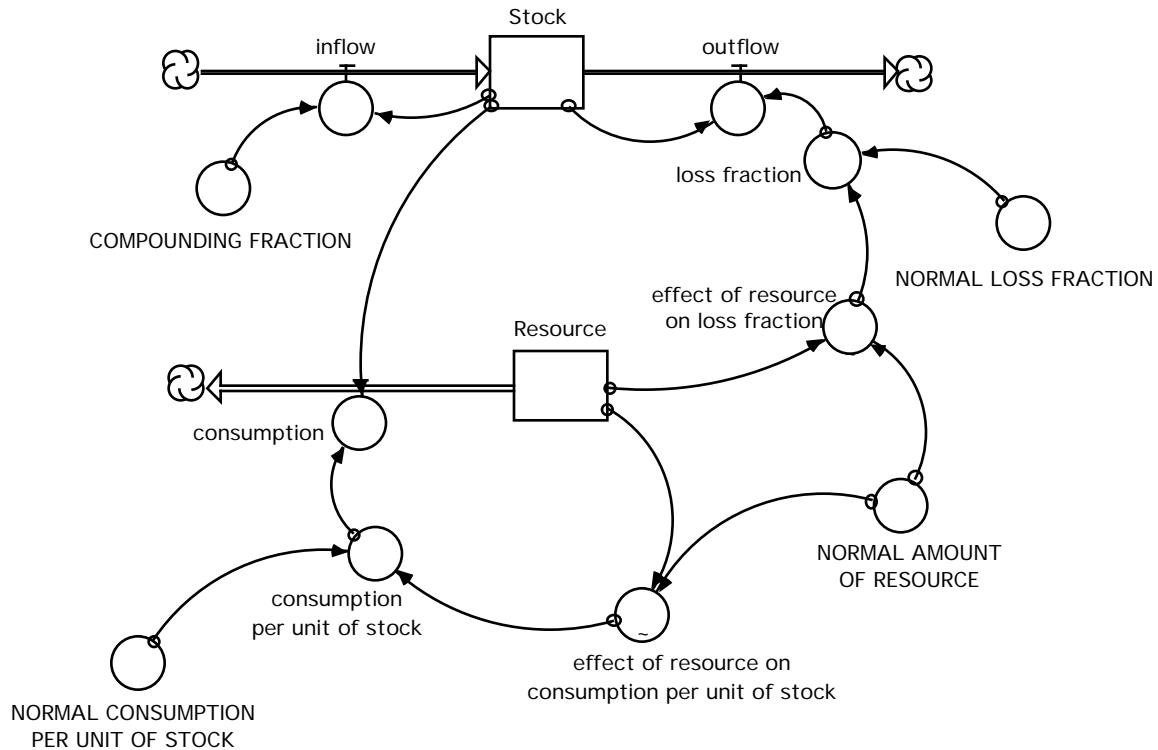 Stock
inflow
outflow
loss fraction
COMPOUNDING FRACTION
NORMAL LOSS FRACTION
effect of resource
on loss fraction
Resource
consumption
NORMAL AMOUNT
OF RESOURCE
consumption
per unit of stock
~
effect of resource on
consumption per unit of stock
NORMAL CONSUMPTION
PER UNIT OF STOCK